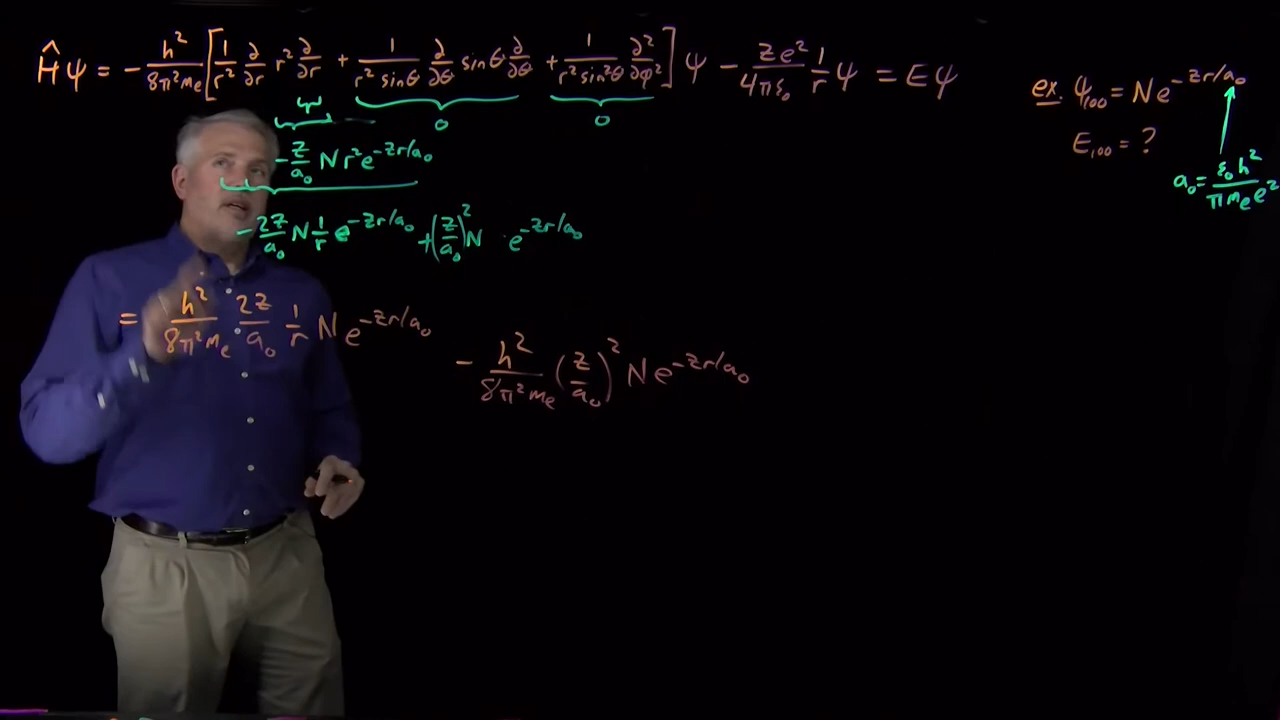 Ĥψ = - h²/8π²mₑ [1/r² ∂/∂r r² ∂/∂r + 1/r² sinθ ∂/∂θ sinθ ∂/∂θ + 1/r² sin²θ ∂²/∂φ²] ψ - Ze²/4πε₀ 1/r ψ = Eψ
ex. ψ₁₀₀ = N e^(-Zr/a₀)
E₁₀₀ = ?
a₀ = ε₀h²/πmₑe²
0
0
-Z/a₀ N r² e^(-Zr/a₀)
-2Z/a₀ N 1/r e^(-Zr/a₀) + (Z/a₀)² N e^(-Zr/a₀)
= h²/8π²mₑ 2Z/a₀ 1/r N e^(-Zr/a₀)
- h²/8π²mₑ (Z/a₀)² N e^(-Zr/a₀)